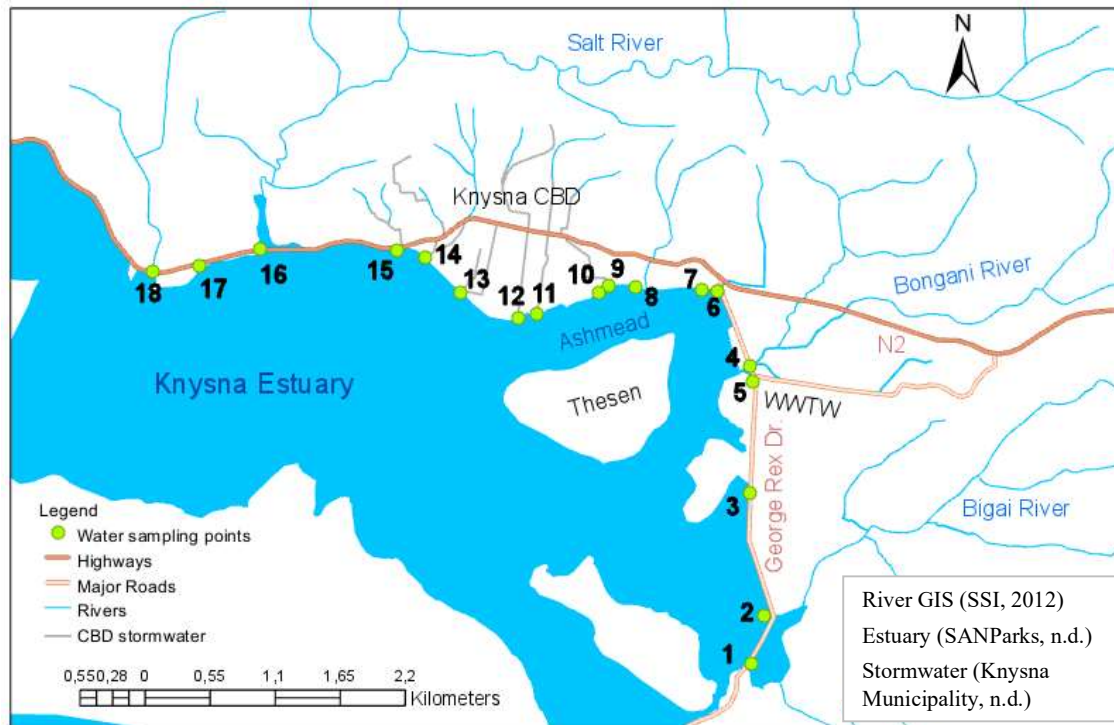 N
Salt River
Knysna CBD
Bongani River
N2
18
17
16
15
14
13
12
11
10
9
8
7
6
4
5
3
2
1
Ashmead
Knysna Estuary
Thesen
WWTW
George Rex Dr.
Bigai River
Legend
Water sampling points
Highways
Major Roads
Rivers
CBD stormwater
0,55 0,28 0 0,55 1,1 1,65 2,2
Kilometers
River GIS (SSI, 2012)
Estuary (SANParks, n.d.)
Stormwater (Knysna
Municipality, n.d.)